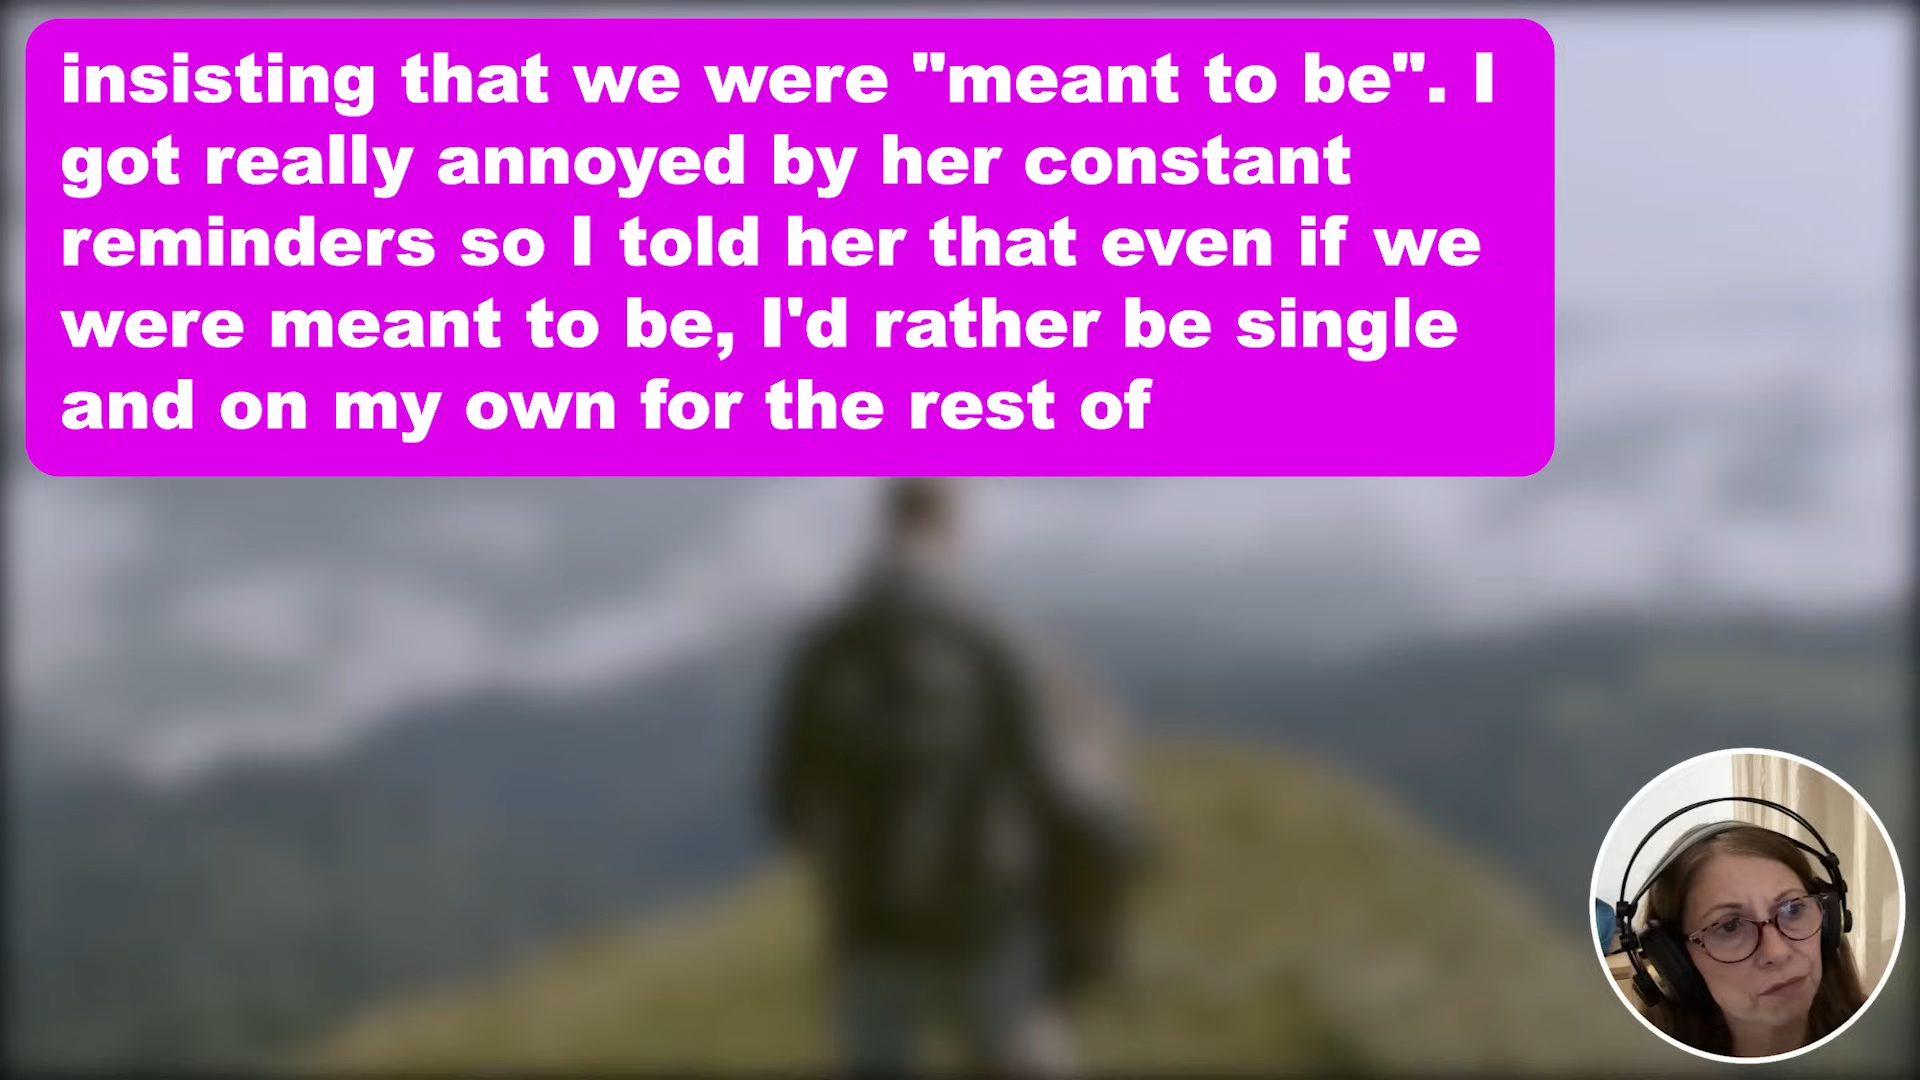 insisting that we were "meant to be". I
got really annoyed by her constant
reminders so I told her that even if we
were meant to be, I'd rather be single
and on my own for the rest of